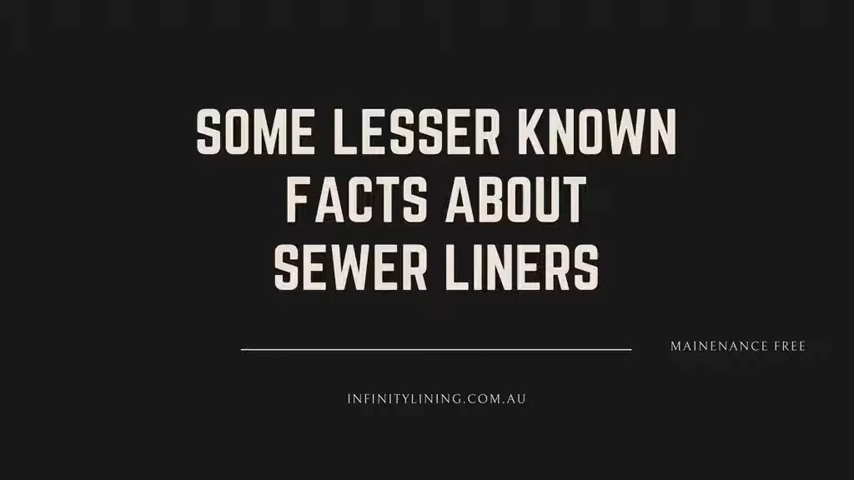 SOME LESSER KNOWN
FACTS ABOUT
SEWER LINERS
MAINENANCE FREE
INFINITYLINING.COM.AU